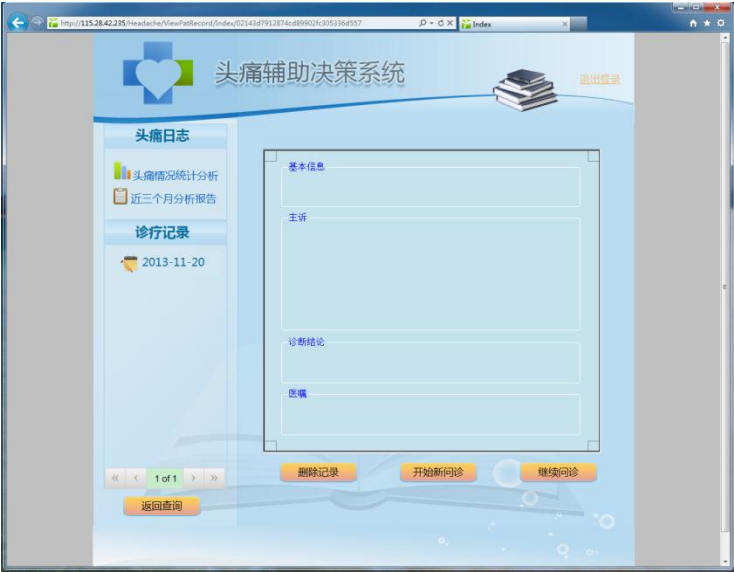 http://115.28.42.235/Headache/ViewPatRecord/Index/02143d7912874cd89902fc305336d557
Index
头痛辅助决策系统
退出登录
头痛日志
头痛情况统计分析
近三个月分析报告
诊疗记录
2013-11-20
基本信息
主诉
诊断结论
医嘱
删除记录
开始新问诊
继续问诊
1 of 1
返回查询